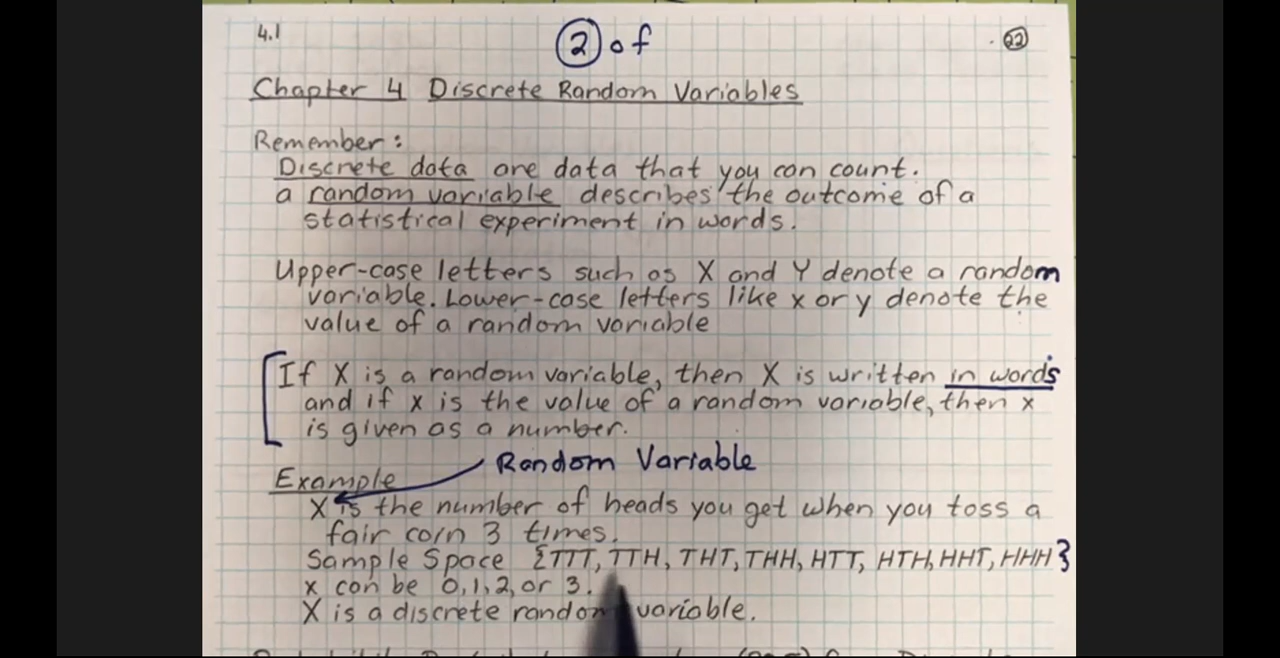 4.1
2 of
22
Chapter 4 Discrete Random Variables
Remember:
Discrete data are data that you can count.
a random variable describes the outcome of a
statistical experiment in words.
Upper-case letters such as X and Y denote a random
variable. Lower-case letters like x or y denote the
value of a random variable
If X is a random variable, then X is written in words
and if x is the value of a random variable, then x
is given as a number.
Random Variable
Example
X is the number of heads you get when you toss a
fair coin 3 times.
Sample Space {TTT, TTH, THT, THH, HTT, HTH, HHT, HHH}
x can be 0,1,2, or 3.
X is a discrete random variable.